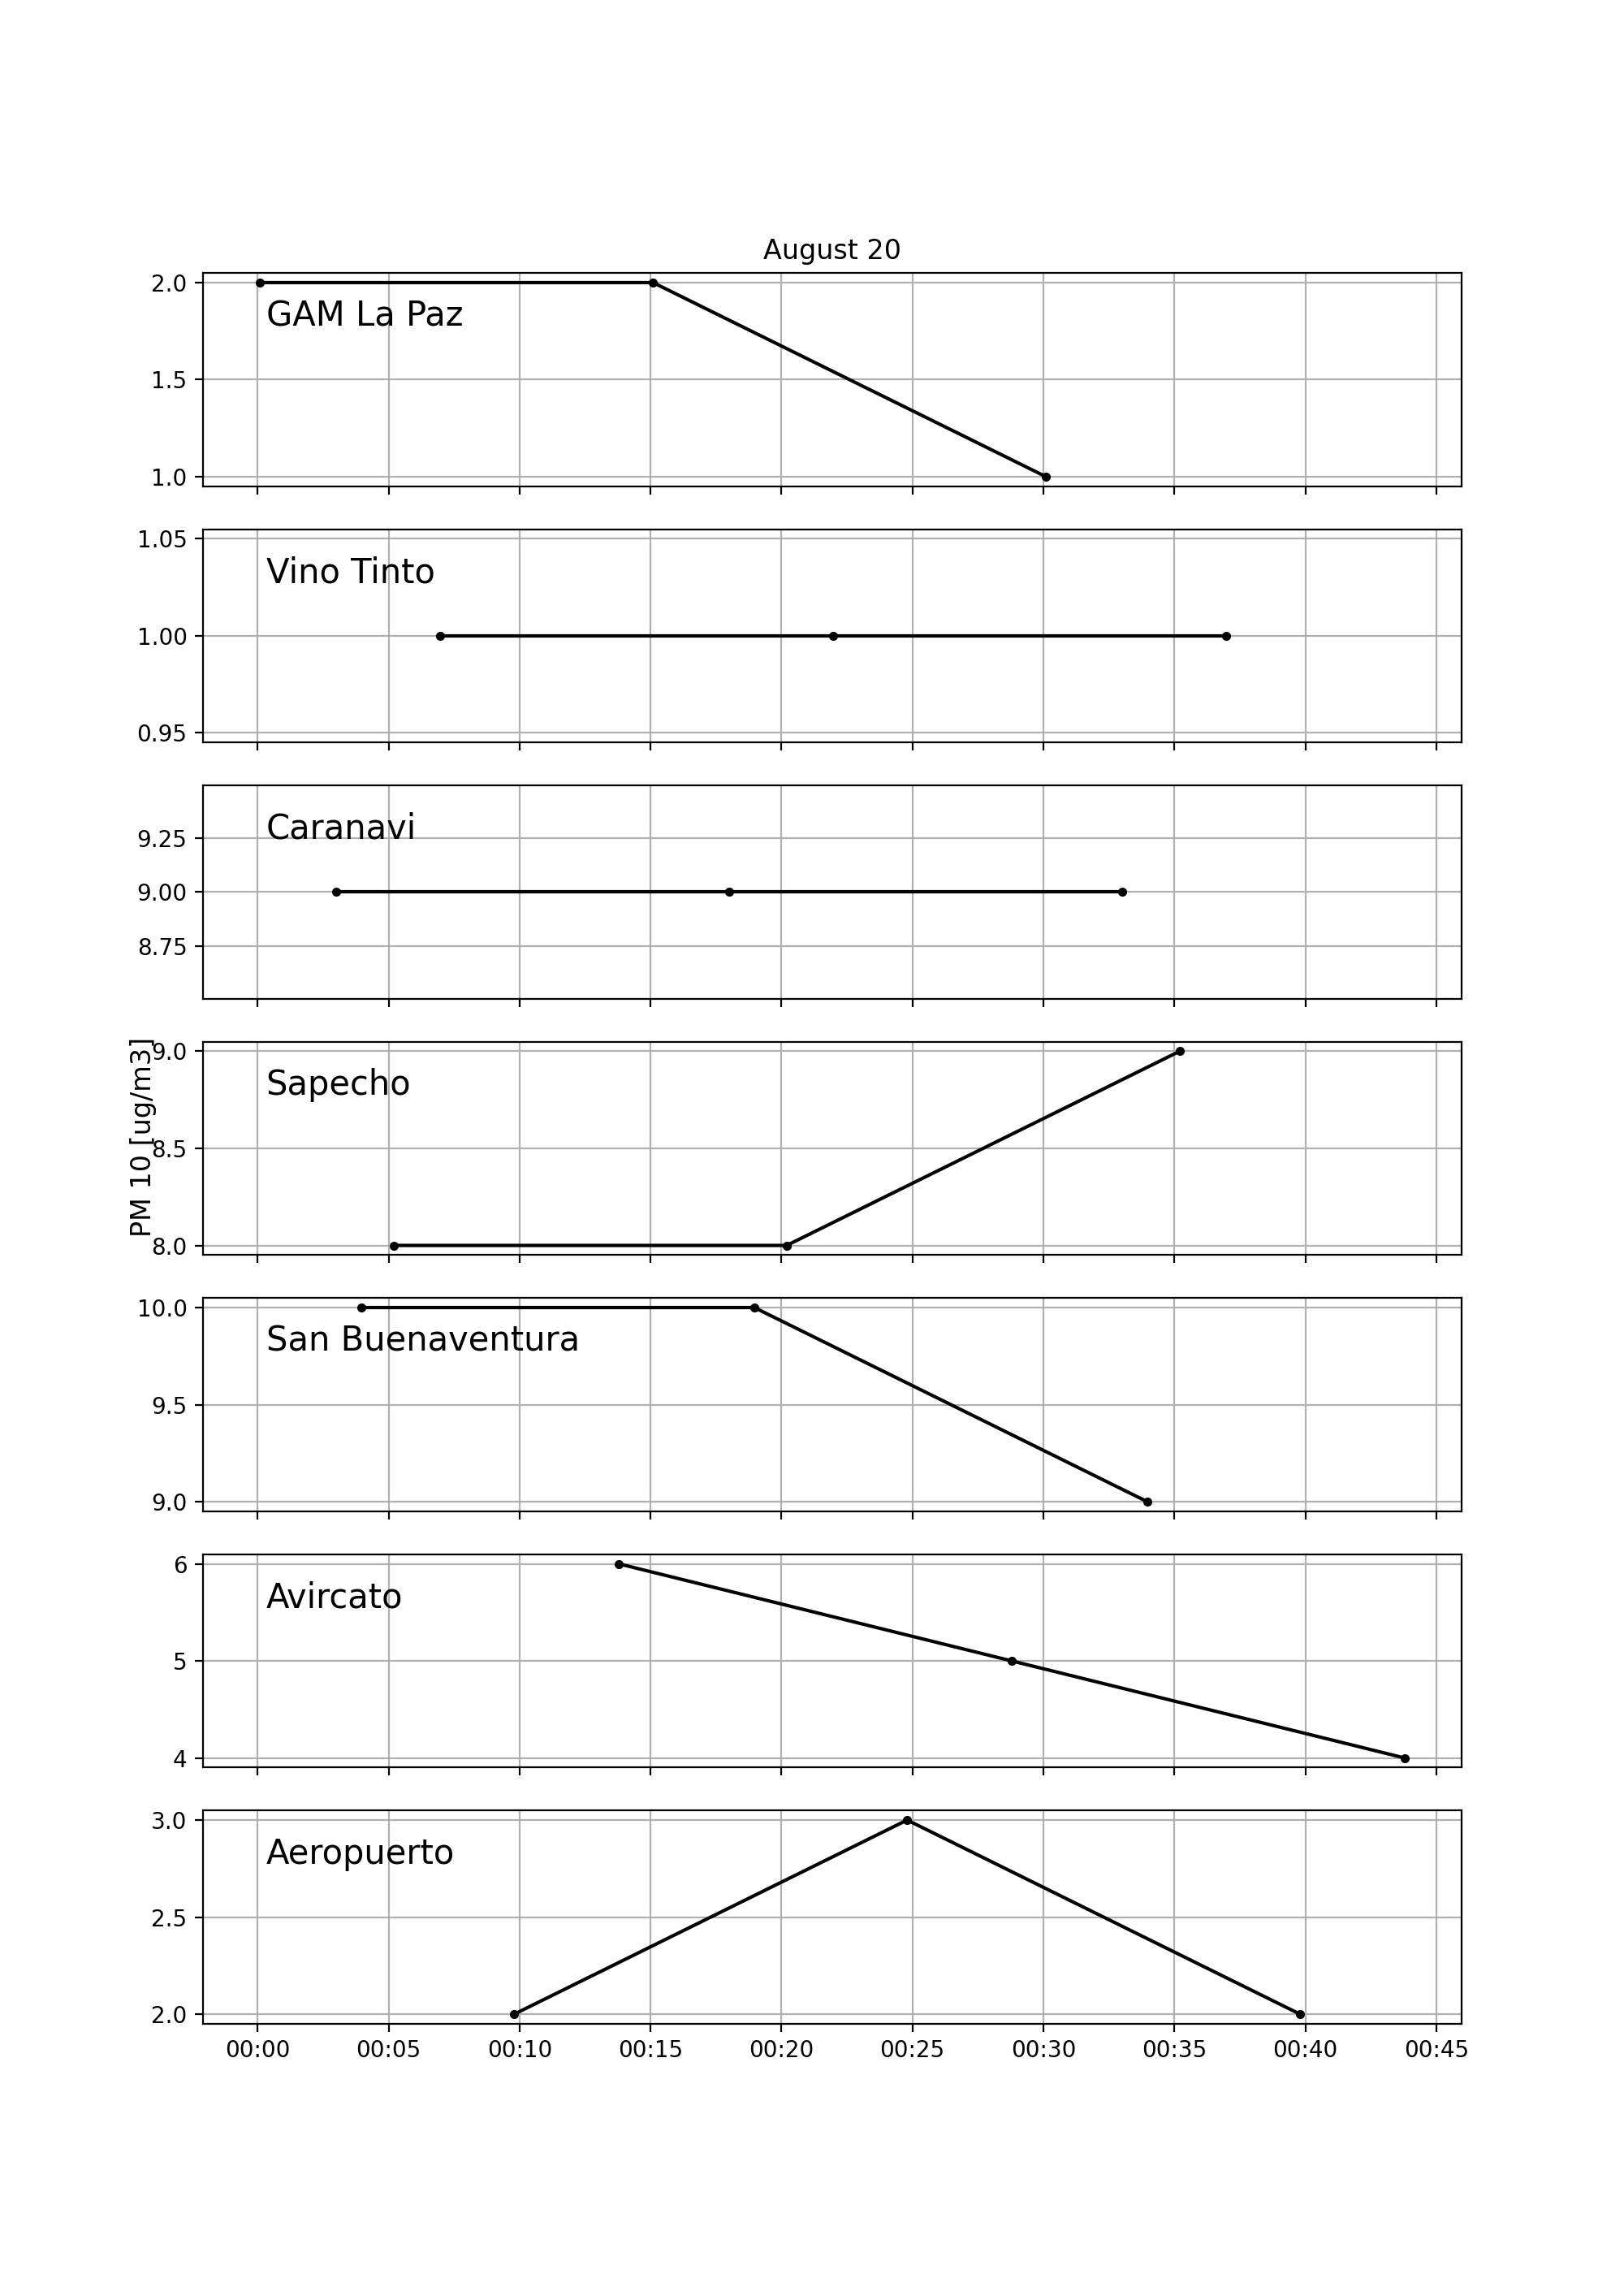 August 20
2.0
GAM La Paz
1.5
1.0
1.05
Vino Tinto
1.00
0.95
Caranavi
9.25
9.00
8.75
PM 10 [ug/m3]
9.0
Sapecho
8.5
8.0
10.0
San Buenaventura
9.5
9.0
6
Avircato
5
4
3.0
Aeropuerto
2.5
2.0
00:00 00:05 00:10 00:15 00:20 00:25 00:30 00:35 00:40 00:45